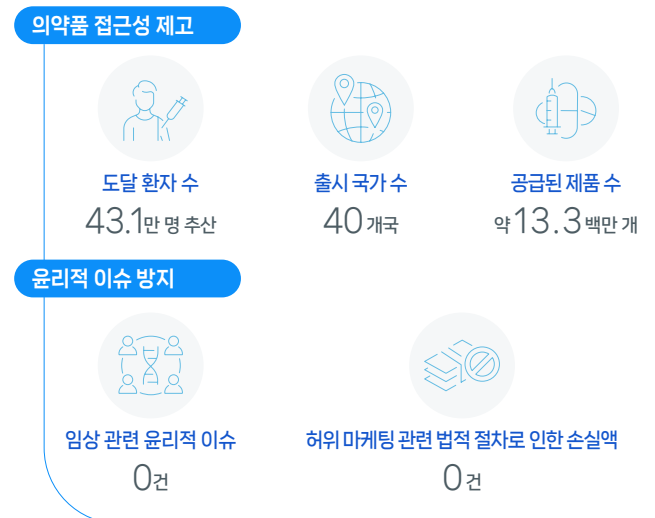 의약품 접근성 제고
도달 환자 수
43.1만 명 추산
출시 국가 수
40 개국
공급된 제품 수
약 13.3 백만 개
윤리적 이슈 방지
임상 관련 윤리적 이슈
0건
허위 마케팅 관련 법적 절차로 인한 손실액
0 건